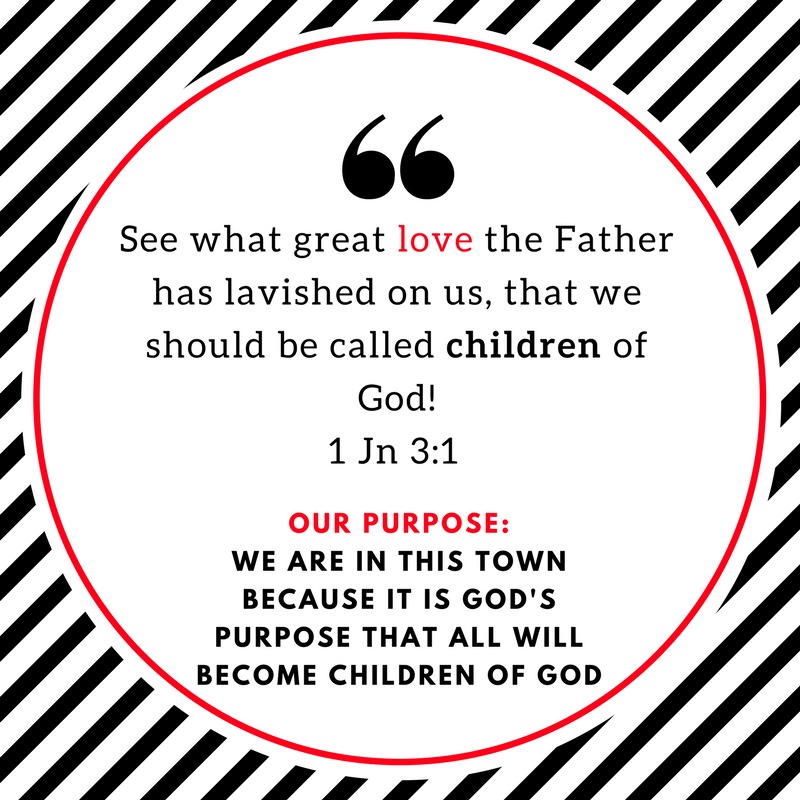 “
See what great love the Father
has lavished on us, that we
should be called children of
God!
1 Jn 3:1
OUR PURPOSE:
WE ARE IN THIS TOWN
BECAUSE IT IS GOD'S
PURPOSE THAT ALL WILL
BECOME CHILDREN OF GOD